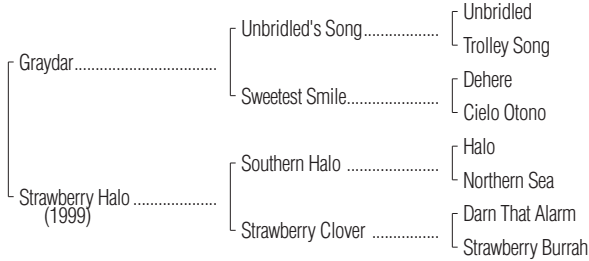 Unbridled
Unbridled's Song....................
Trolley Song
Graydar......................................
Dehere
Sweetest Smile........................
Cielo Otono
Halo
Southern Halo ........................
Northern Sea
Strawberry Halo ......................
(1999)
Darn That Alarm
Strawberry Clover .................
Strawberry Burrah